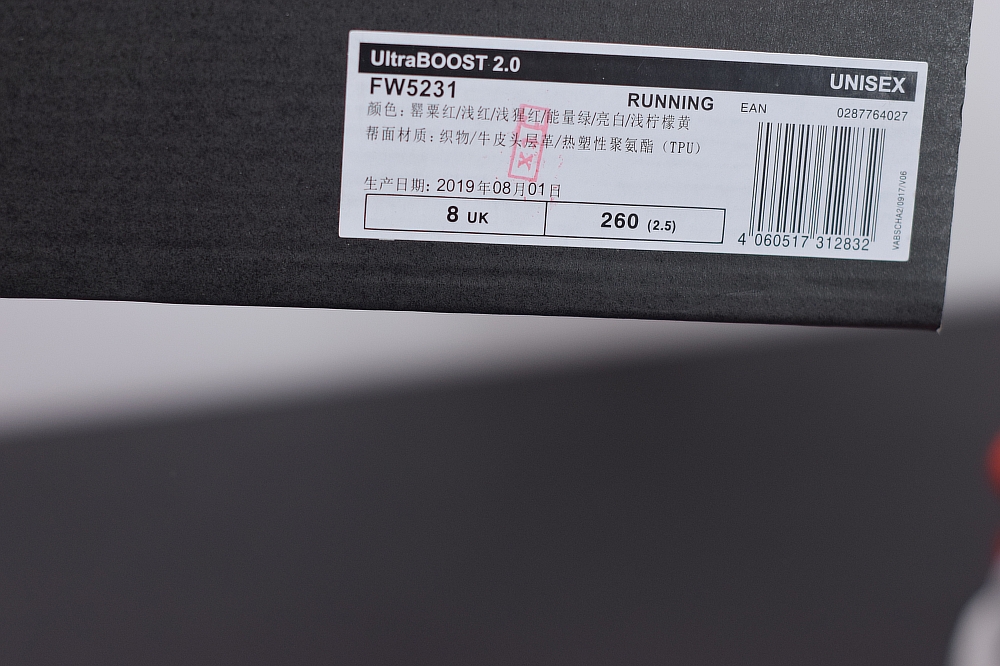 UltraBOOST 2.0
UNISEX
FW5231
RUNNING
EAN
0287764027
颜色：罂粟红/浅红/浅猩红/能量绿/亮白/浅柠檬黄
帮面材质：织物/牛皮头层革/热塑性聚氨酯（TPU）
生产日期：2019年08月01日
8 UK
260 (2.5)
4 060517 312832
VABSCHA2/0917/V06